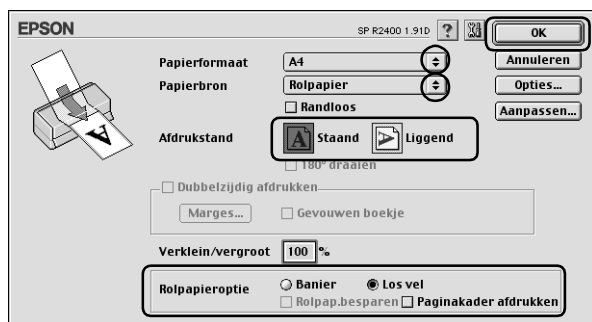 EPSON
SP R2400 1.91D ? OK
Papierformaat A4 Annuleren
Papierbron Rolpapier Opties...
Randloos Aanpassen...
Afdrukstand A Staand A Liggend
180° draaien
Dubbelzijdig afdrukken
Marges... Gevouwen boekje
Verklein/vergroot 100 %
Rolpapieroptie Banier Los vel
Rolpap.besparen Paginakader afdrukken
A